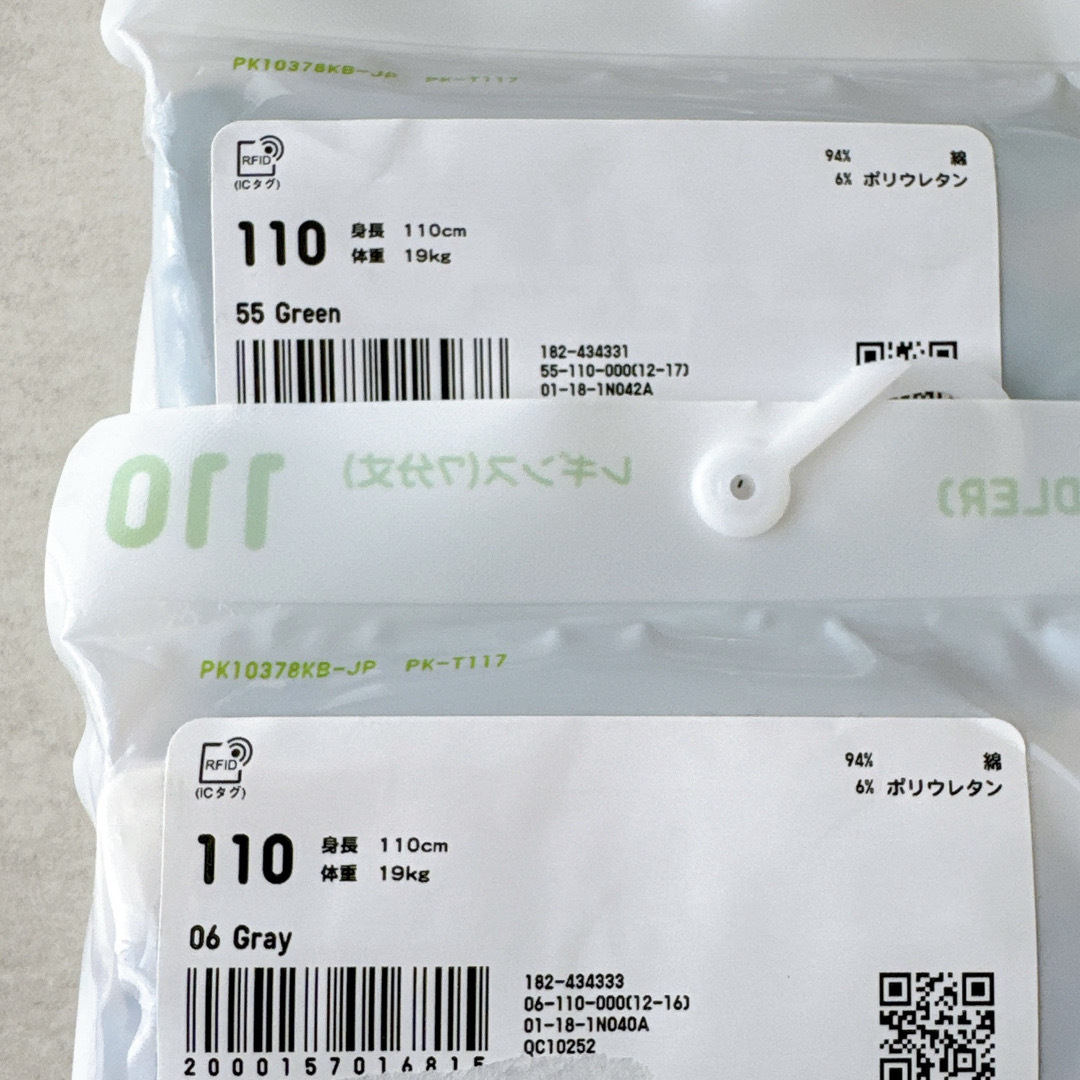 PK10378KB-JP PK-T117
RFID
(ICタグ)
94% 綿
6% ポリウレタン
110 身長 110cm
体重 19kg
55 Green
182-434331
55-110-000(12-17)
01-18-1N042A
110 レギンス(7分丈) DLER)
PK10378KB-JP PK-T117
RFID
(ICタグ)
94% 綿
6% ポリウレタン
110 身長 110cm
体重 19kg
06 Gray
182-434333
06-110-000(12-16)
01-18-1N040A
QC10252
2000157016815